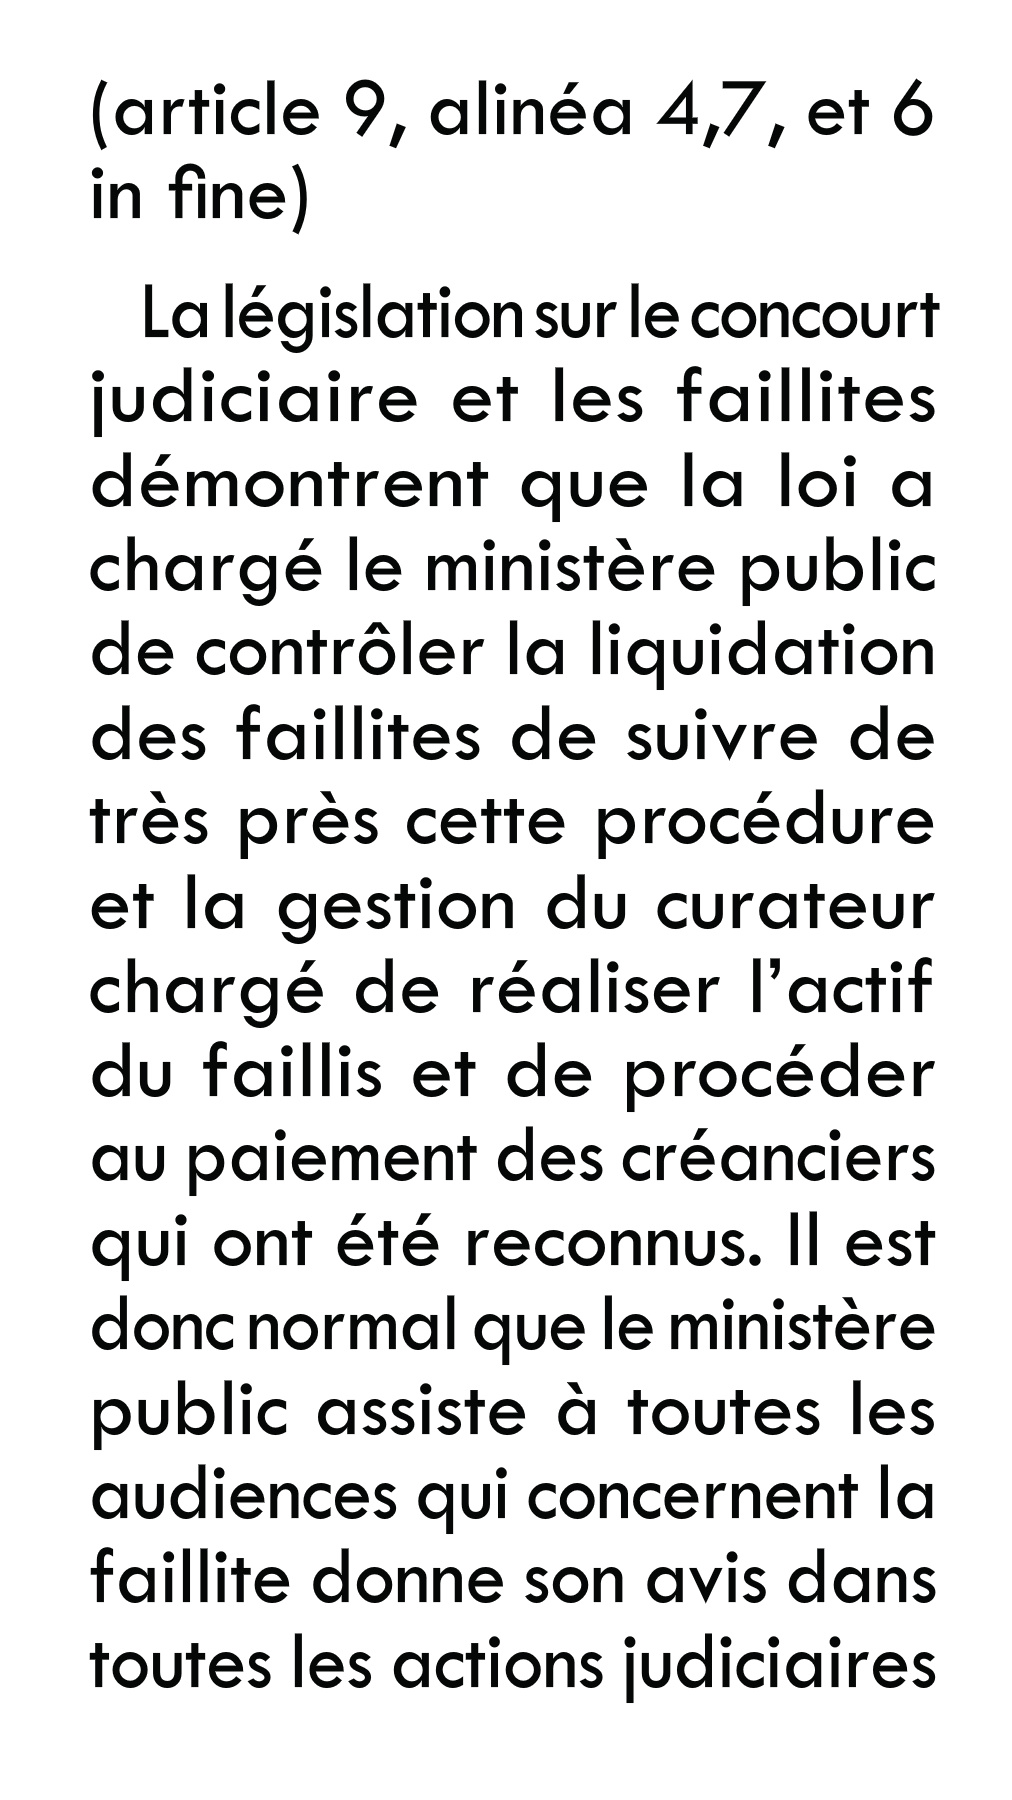 (article 9, alinéa 4,7, et 6
in fine)
La législation sur le concourt
judiciaire et les faillites
démontrent que la loi a
chargé le ministère public
de contrôler la liquidation
des faillites de suivre de
très près cette procédure
et la gestion du curateur
chargé de réaliser l’actif
du faillis et de procéder
au paiement des créanciers
qui ont été reconnus. Il est
donc normal que le ministère
public assiste à toutes les
audiences qui concernent la
faillite donne son avis dans
toutes les actions judiciaires